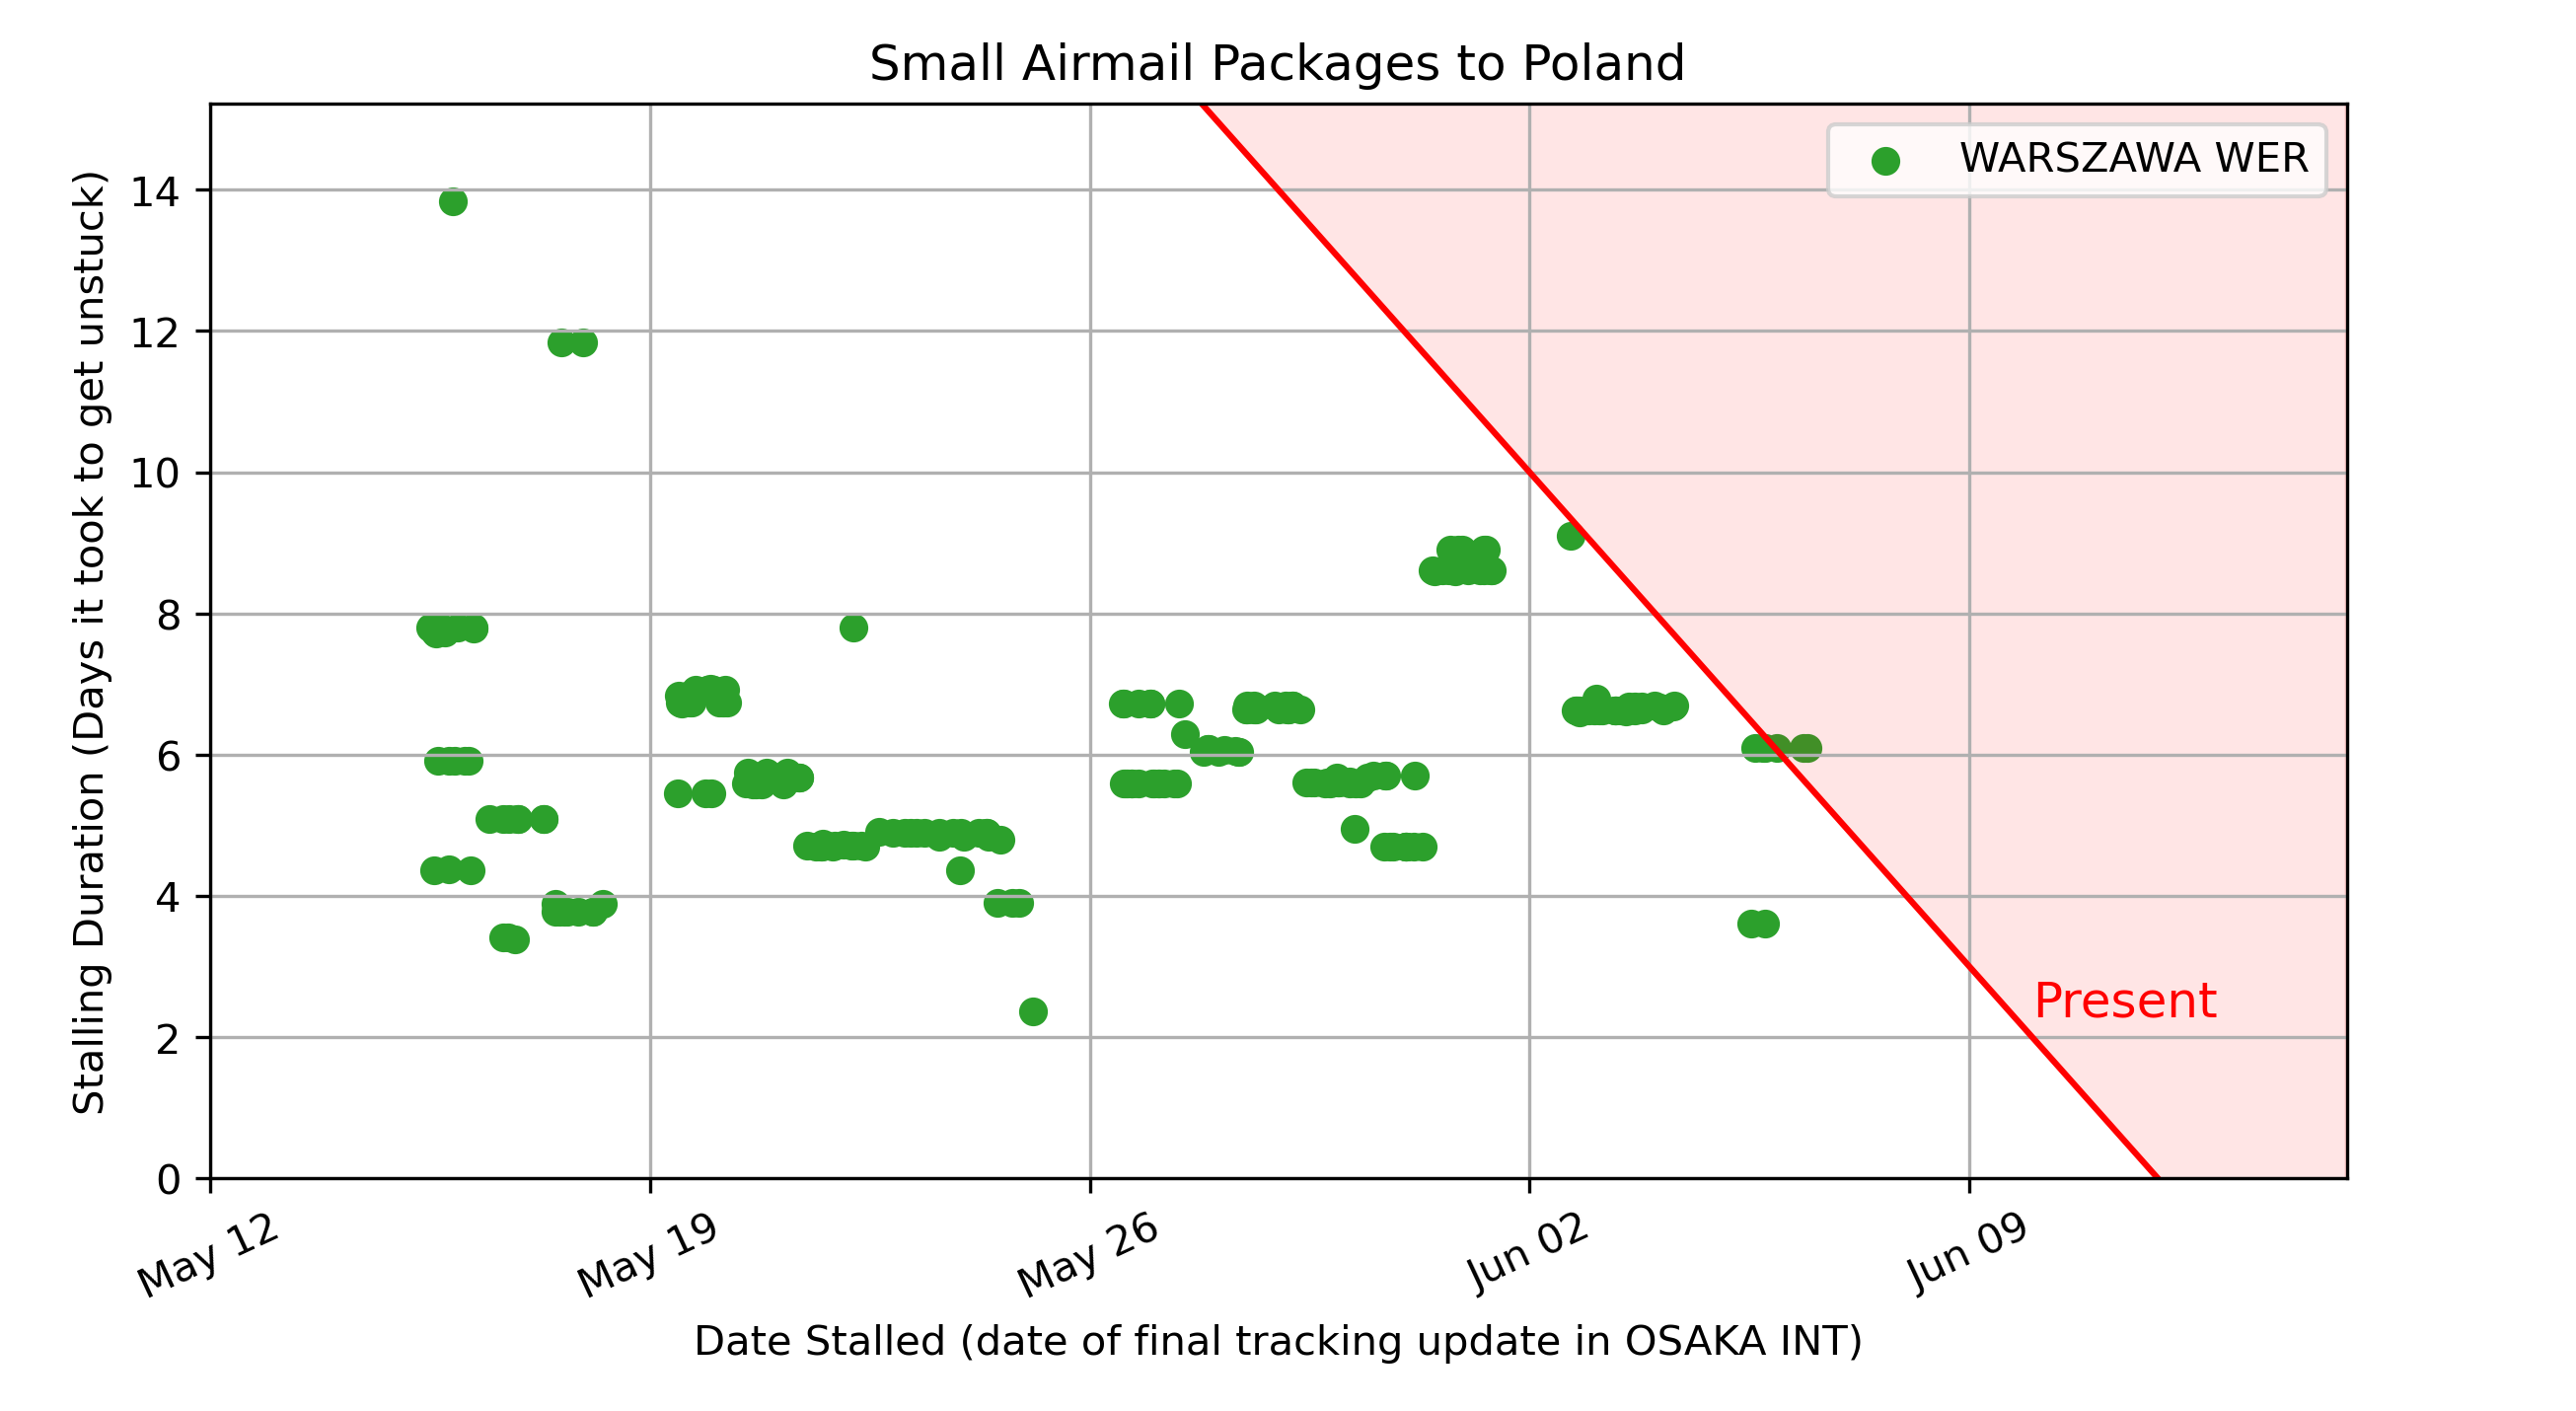 Small Airmail Packages to Poland
Stalling Duration (Days it took to get unstuck)
14
12
10
8
6
4
2
0
WARSZAWA WER
Present
May 12
May 19
May 26
Jun 02
Jun 09
Date Stalled (date of final tracking update in OSAKA INT)